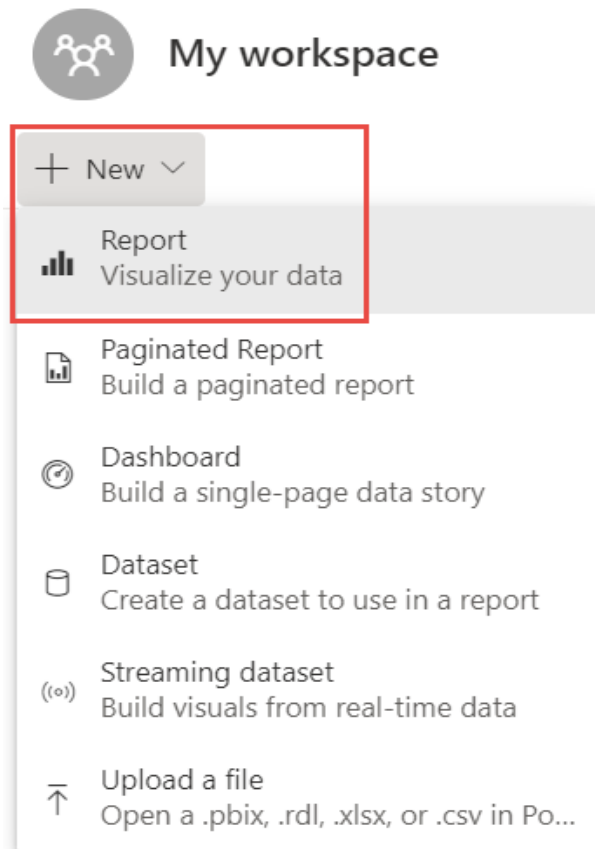 My workspace
New
Report
Visualize your data
Paginated Report
Build a paginated report
Dashboard
Build a single-page data story
Dataset
Create a dataset to use in a report
Streaming dataset
Build visuals from real-time data
Upload a file
Open a .pbix, .rdl, .xlsx, or .csv in Po...